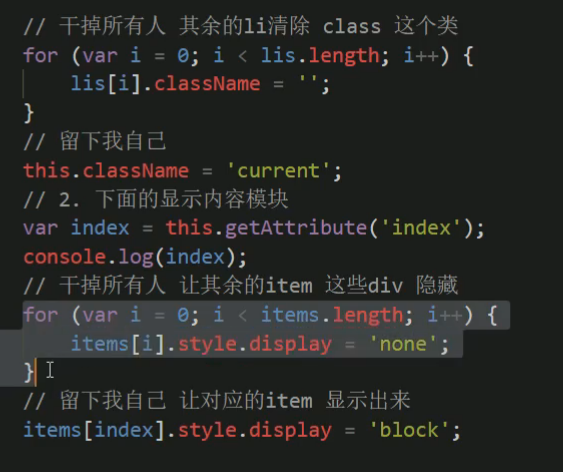 // 干掉所有人 其余的li清除 class 这个类
for (var i = 0; i < lis.length; i++) {
    lis[i].className = '';
}
// 留下我自己
this.className = 'current';
// 2. 下面的显示内容模块
var index = this.getAttribute('index');
console.log(index);
// 干掉所有人 让其余的item 这些div 隐藏
for (var i = 0; i < items.length; i++) {
    items[i].style.display = 'none';
}
// 留下我自己 让对应的item 显示出来
items[index].style.display = 'block';